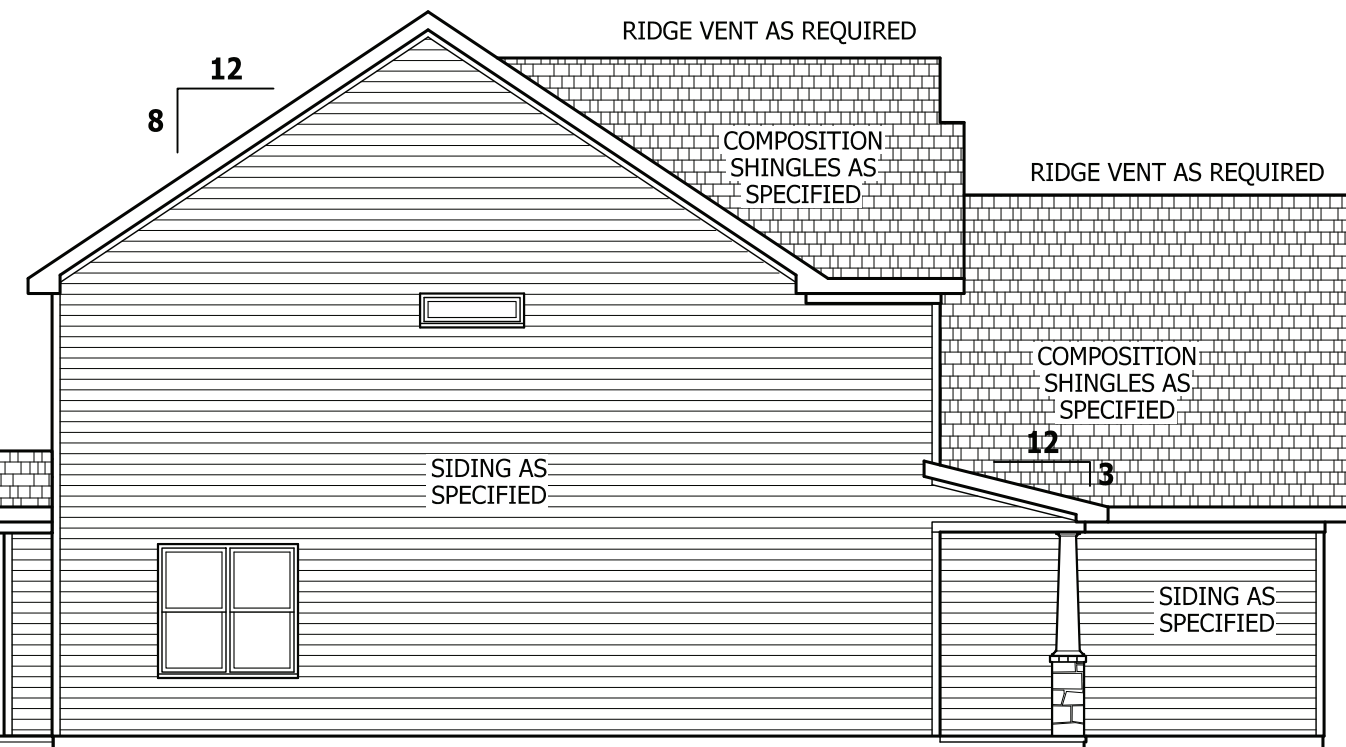 RIDGE VENT AS REQUIRED
12
8
COMPOSITION
SHINGLES AS
SPECIFIED
RIDGE VENT AS REQUIRED
COMPOSITION
SHINGLES AS
SPECIFIED
12
3
SIDING AS
SPECIFIED
SIDING AS
SPECIFIED